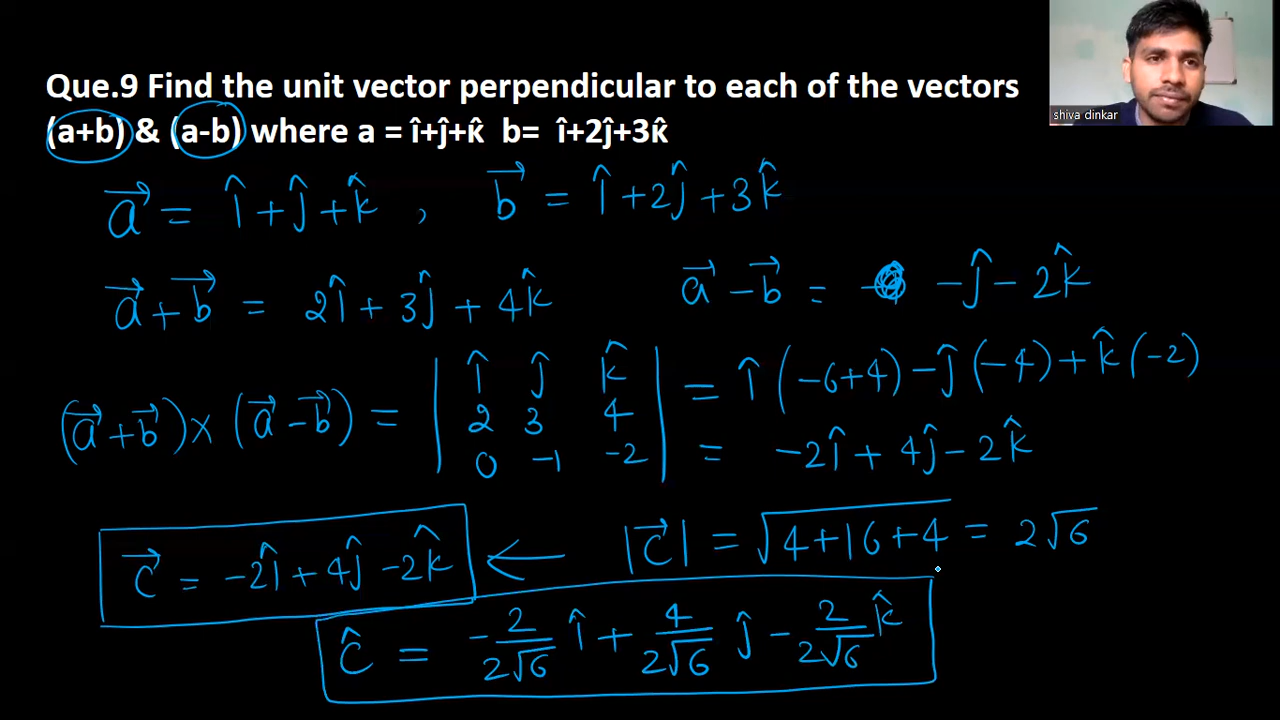 Que.9 Find the unit vector perpendicular to each of the vectors
(a+b) & (a-b) where a = î+ĵ+k̂ b= î+2ĵ+3k̂
shiva dinkar
a⃗ = î + ĵ + k̂ , b⃗ = î + 2ĵ + 3k̂
a⃗ + b⃗ = 2î + 3ĵ + 4k̂ a⃗ - b⃗ = - ĵ - 2k̂
(a⃗ + b⃗) × (a⃗ - b⃗) = | î ĵ k̂ | = î (-6+4) - ĵ (-4) + k̂ (-2)
2 3 4
0 -1 -2 = -2î + 4ĵ - 2k̂
c⃗ = -2î + 4ĵ - 2k̂ ← |c⃗| = √4+16+4 = 2√6
ĉ = -2/2√6 î + 4/2√6 ĵ - 2/2√6 k̂